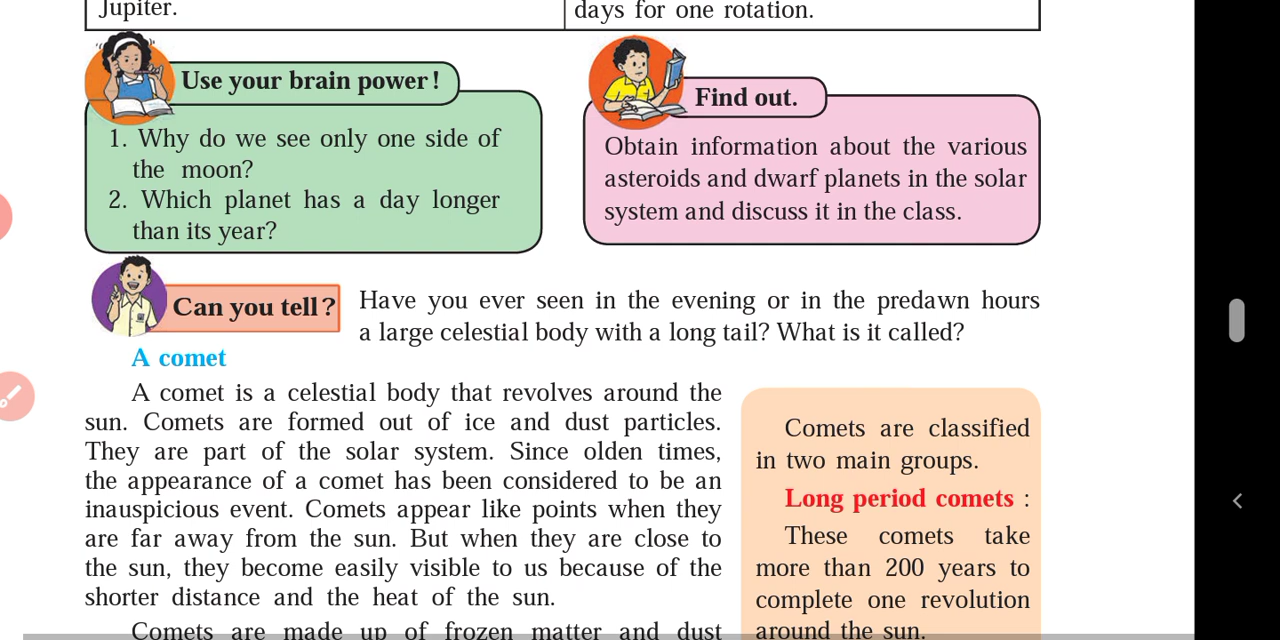 Jupiter.
days for one rotation.
Use your brain power!
1. Why do we see only one side of
the moon?
2. Which planet has a day longer
than its year?
Find out.
Obtain information about the various
asteroids and dwarf planets in the solar
system and discuss it in the class.
Can you tell?
Have you ever seen in the evening or in the predawn hours
a large celestial body with a long tail? What is it called?
A comet
A comet is a celestial body that revolves around the
sun. Comets are formed out of ice and dust particles.
They are part of the solar system. Since olden times,
the appearance of a comet has been considered to be an
inauspicious event. Comets appear like points when they
are far away from the sun. But when they are close to
the sun, they become easily visible to us because of the
shorter distance and the heat of the sun.
Comets are made up of frozen matter and dust
Comets are classified
in two main groups.
Long period comets :
These comets take
more than 200 years to
complete one revolution
around the sun.